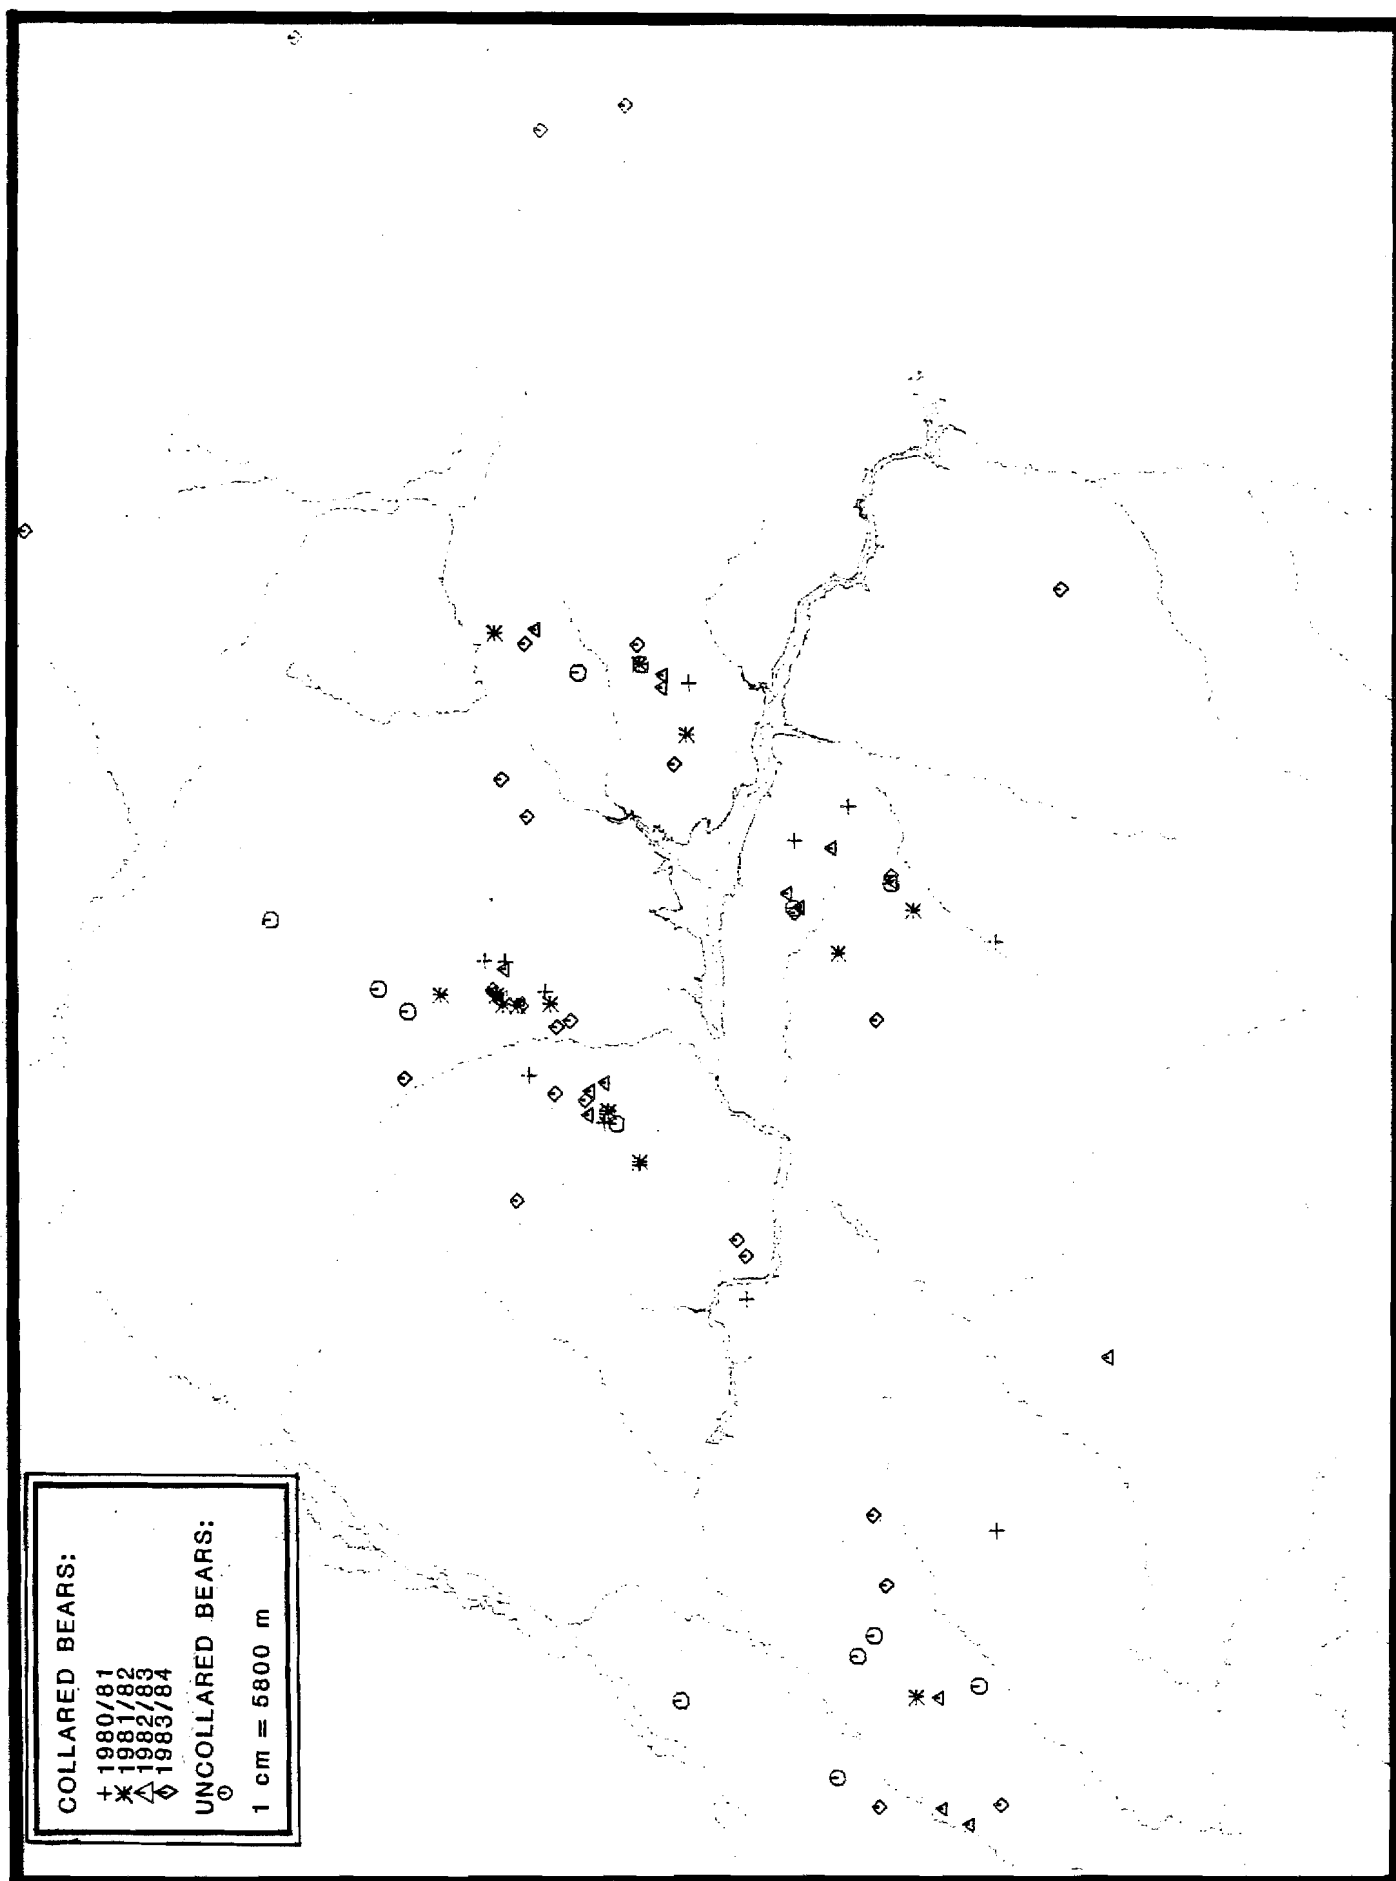 COLLARED BEARS:
+ 1980/81
* 1981/82
△ 1982/83
◇ 1983/84
UNCOLLARED BEARS:
⊙
1 cm = 5800 m